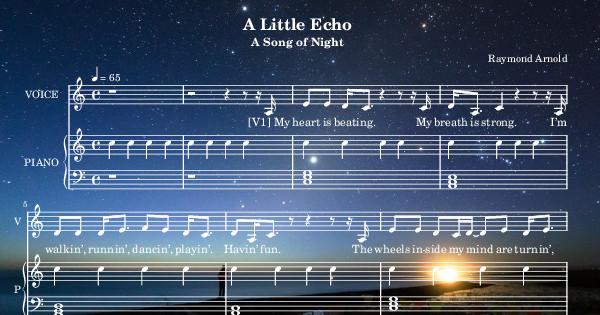 A Little Echo
A Song of Night
Raymond Arnold
♩ = 65
VOICE
[V1] My heart is beating. My breath is strong. I'm
PIANO
5
V
walkin', runnin', dancin', playin'. Havin' fun. The wheels in-side my mind are turnin',
P